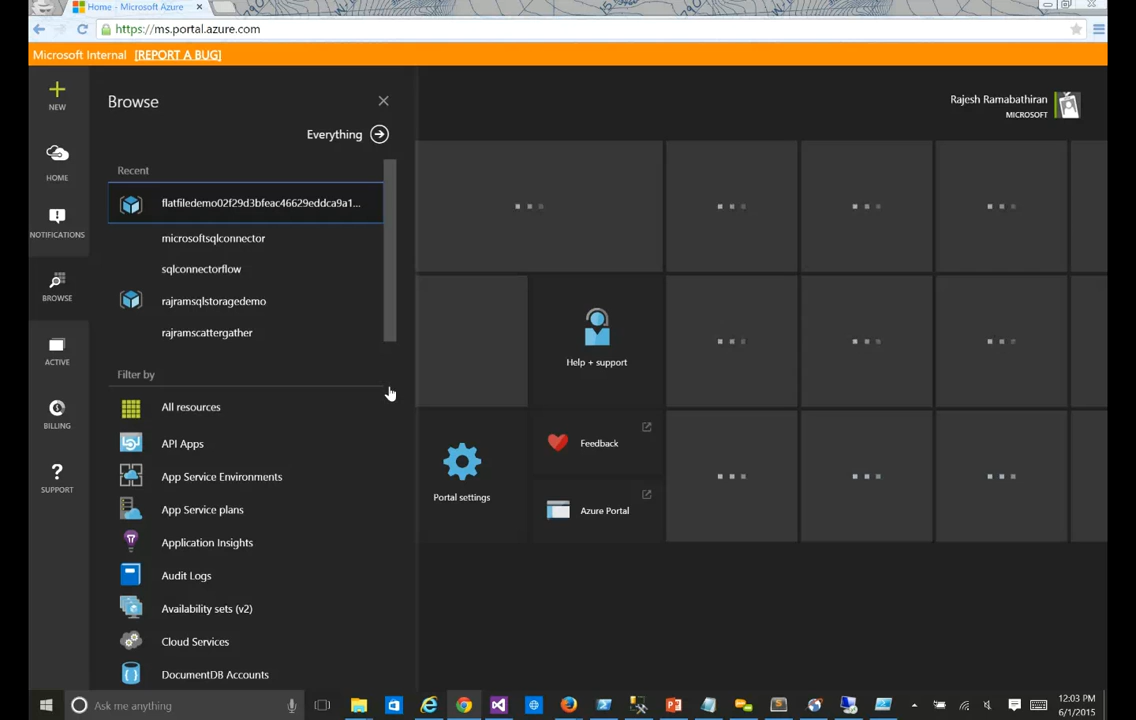 Home - Microsoft Azure
https://ms.portal.azure.com
Microsoft Internal [REPORT A BUG]
NEW
HOME
NOTIFICATIONS
BROWSE
ACTIVE
BILLING
SUPPORT
Browse
Everything
Recent
flatfiledemo02f29d3bfeac46629eddca9a1...
microsoftsqlconnector
sqlconnectorflow
rajramsqlstoragedemo
rajramscattergather
Filter by
All resources
API Apps
App Service Environments
App Service plans
Application Insights
Audit Logs
Availability sets (v2)
Cloud Services
DocumentDB Accounts
Rajesh Ramabathiran
MICROSOFT
Help + support
Portal settings
Feedback
Azure Portal
Ask me anything
12:03 PM
6/1/2015